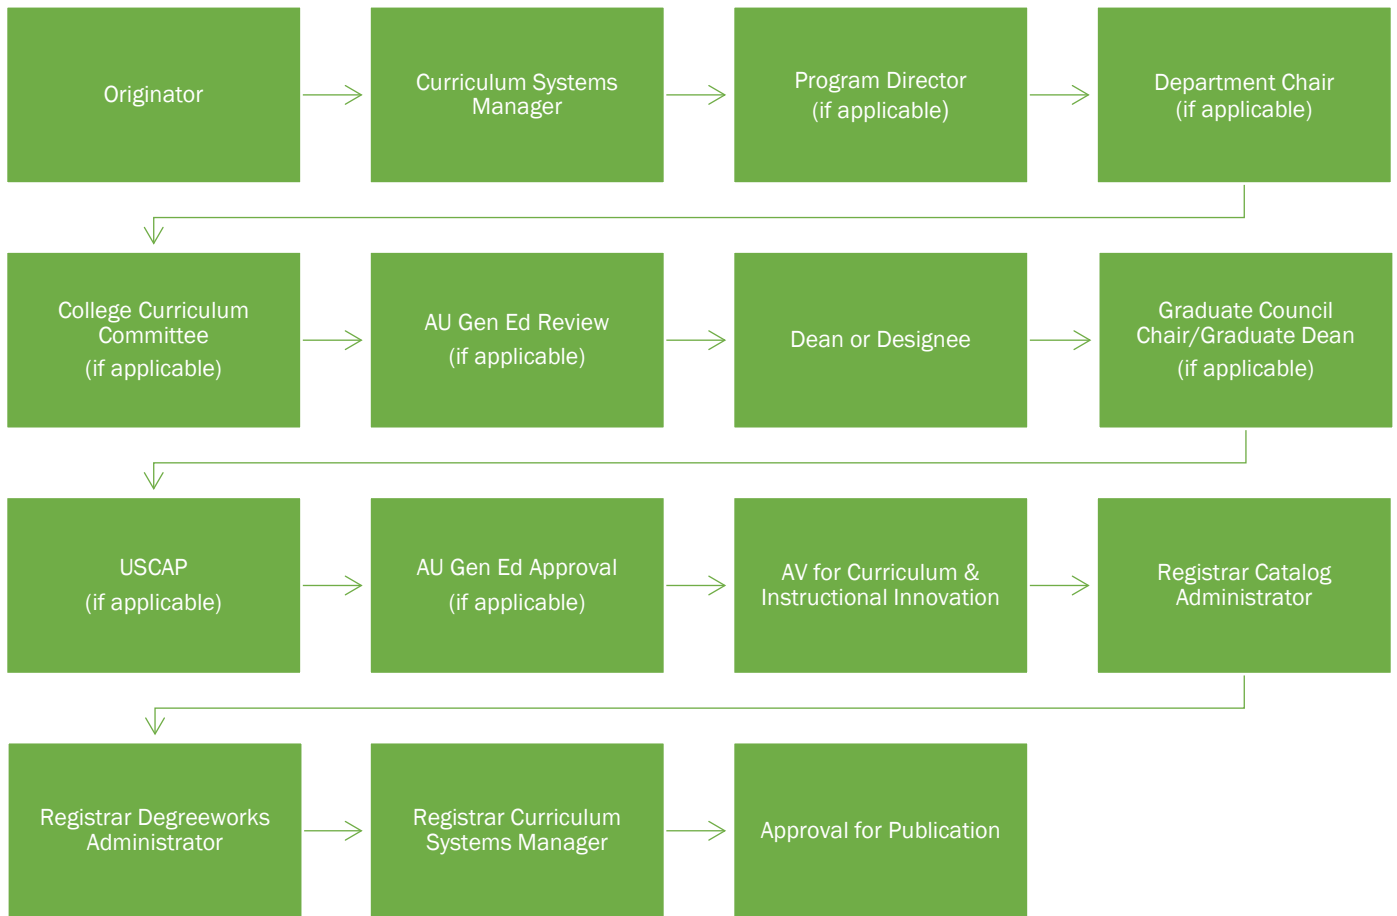 Originator
Curriculum Systems
Manager
Program Director
(if applicable)
Department Chair
(if applicable)
College Curriculum
Committee
(if applicable)
AU Gen Ed Review
(if applicable)
Dean or Designee
Graduate Council
Chair/Graduate Dean
(if applicable)
USCAP
(if applicable)
AU Gen Ed Approval
(if applicable)
AV for Curriculum &
Instructional Innovation
Registrar Catalog
Administrator
Registrar Degreeworks
Administrator
Registrar Curriculum
Systems Manager
Approval for Publication